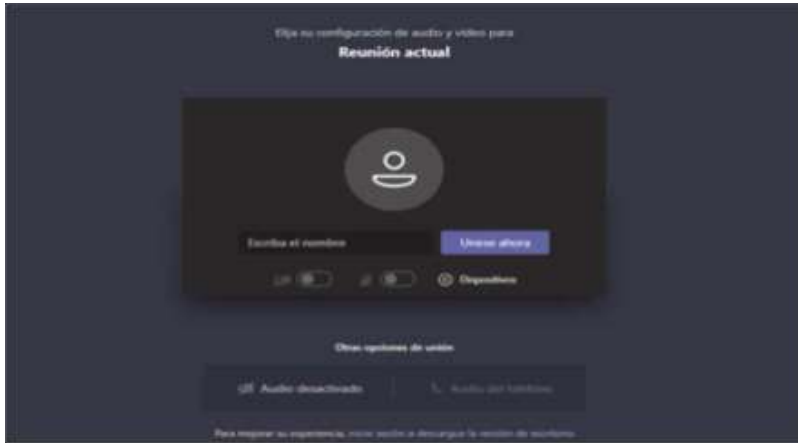 Elija su configuración de audio y vídeo para
Reunión actual
Escriba el nombre
Unirse ahora
Dispositivos
Otras opciones de unión
Audio desactivado
Audio del teléfono
Para mejorar su experiencia, inicie sesión o descargue la versión de escritorio